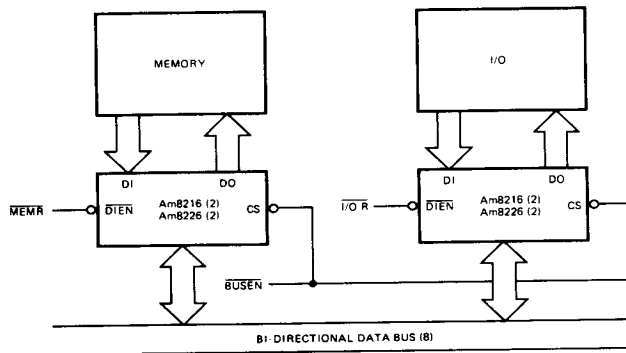 MEMORY
I/O
DI
DO
DI
DO
MEMR
DIEN
Am8216 (2)
Am8226 (2)
CS
I/O R
DIEN
Am8216 (2)
Am8226 (2)
CS
BUSEN
BI-DIRECTIONAL DATA BUS (8)